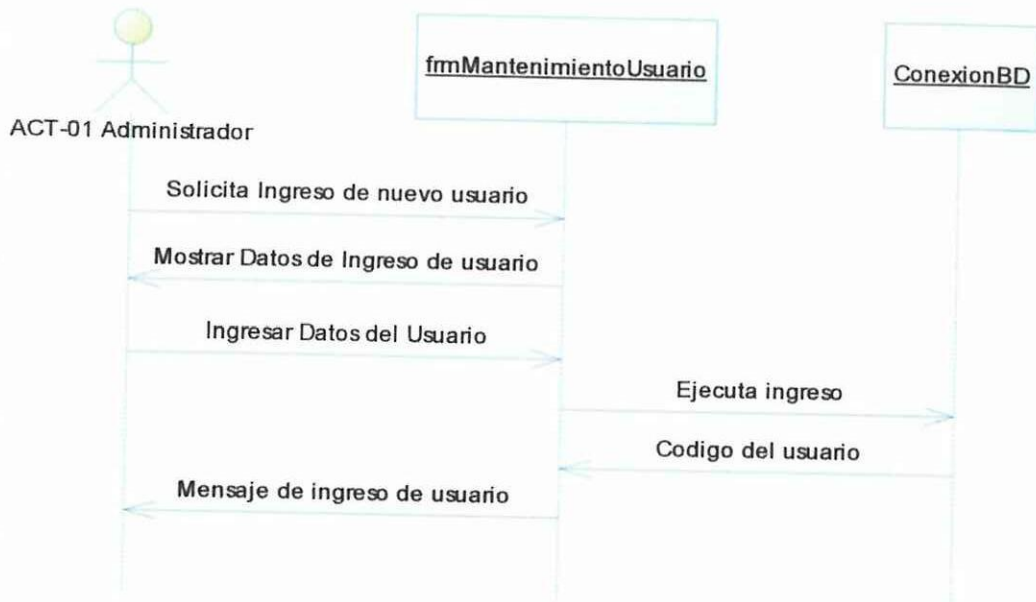 frmMantenimientoUsuario
ConexionBD
ACT-01 Administrador
Solicita Ingreso de nuevo usuario
Mostrar Datos de Ingreso de usuario
Ingresar Datos del Usuario
Ejecuta ingreso
Codigo del usuario
Mensaje de ingreso de usuario